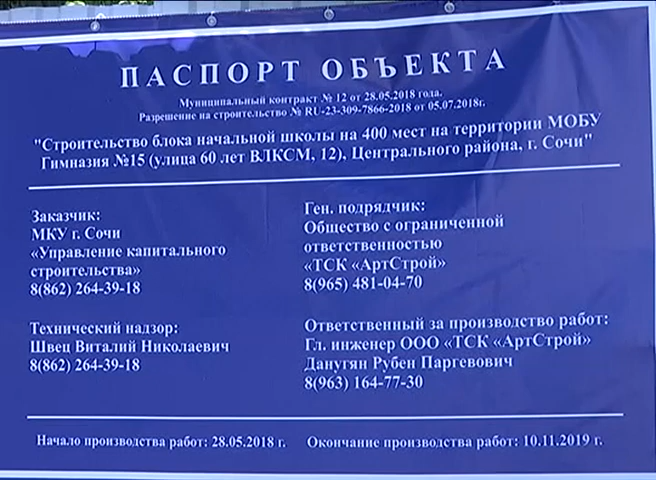 ПАСПОРТ ОБЪЕКТА
Муниципальный контракт № 12 от 28.05.2018 года.
Разрешение на строительство № RU-23-309-7866-2018 от 05.07.2018г.
"Строительство блока начальной школы на 400 мест на территории МОБУ
Гимназия №15 (улица 60 лет ВЛКСМ, 12), Центрального района, г. Сочи"
Заказчик:
МКУ г. Сочи
«Управление капитального
строительства»
8(862) 264-39-18
Ген. подрядчик:
Общество с ограниченной
ответственностью
«ТСК «АртСтрой»
8(965) 481-04-70
Технический надзор:
Швец Виталий Николаевич
8(862) 264-39-18
Ответственный за производство работ:
Гл. инженер ООО «ТСК «АртСтрой»
Данугян Рубен Паргевович
8(963) 164-77-30
Начало производства работ: 28.05.2018 г.
Окончание производства работ: 10.11.2019 г.